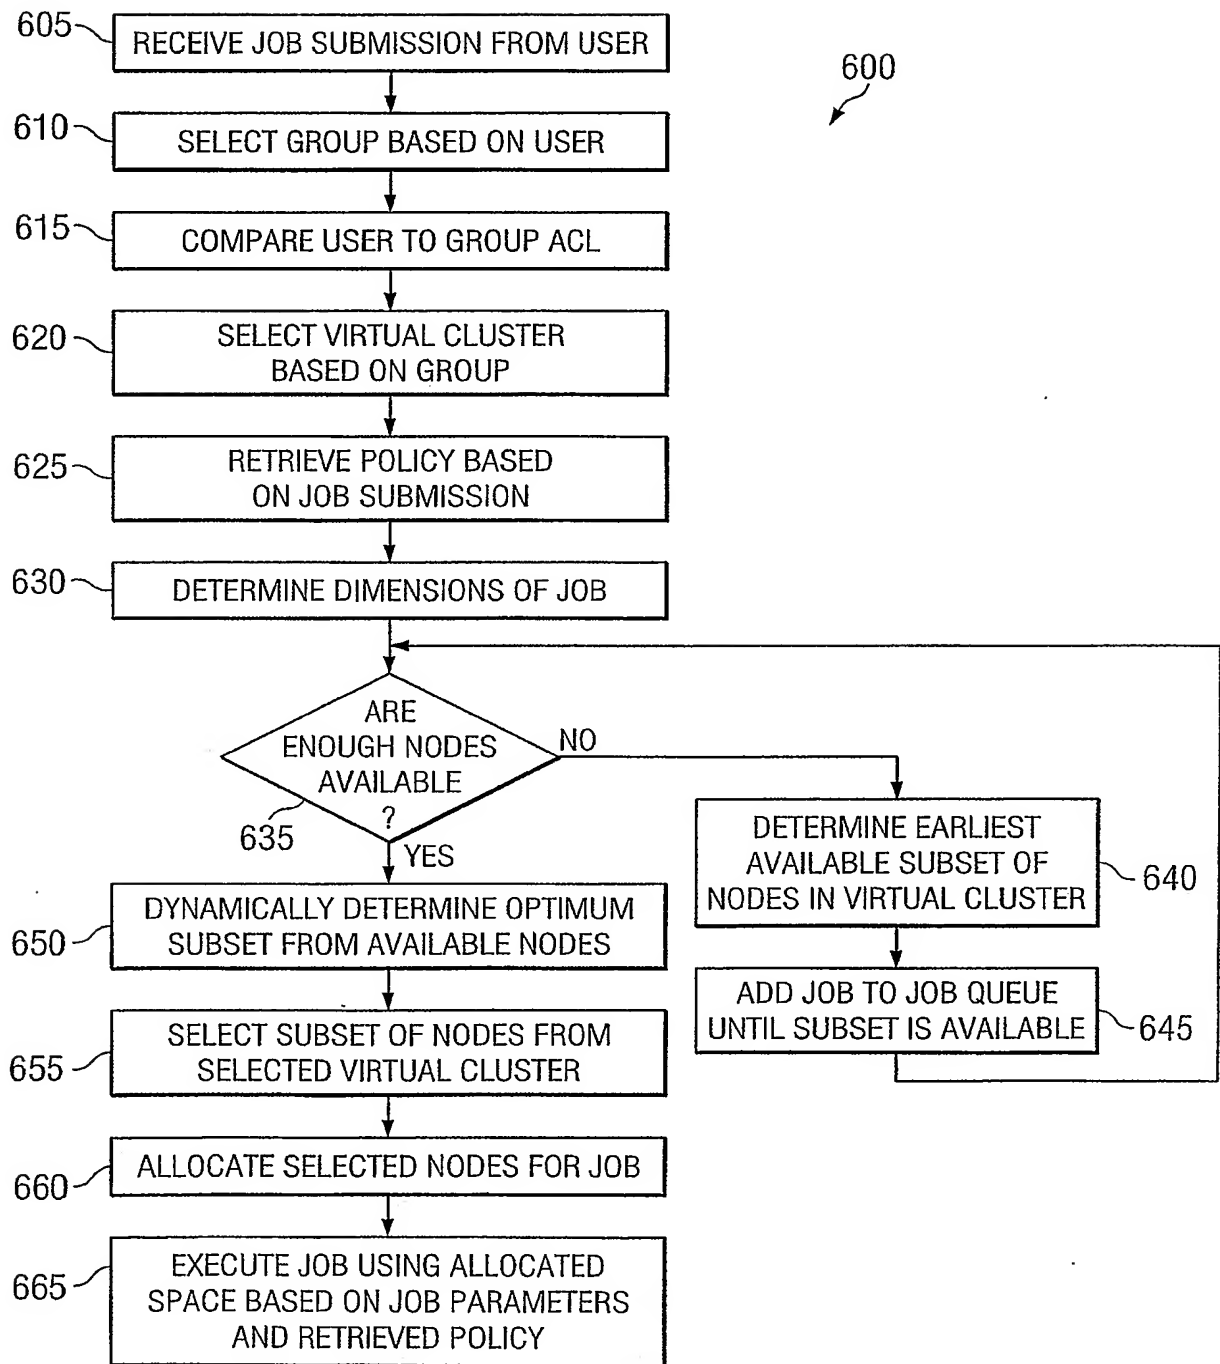 605
RECEIVE JOB SUBMISSION FROM USER
600
610
SELECT GROUP BASED ON USER
615
COMPARE USER TO GROUP ACL
620
SELECT VIRTUAL CLUSTER
BASED ON GROUP
625
RETRIEVE POLICY BASED
ON JOB SUBMISSION
630
DETERMINE DIMENSIONS OF JOB
ARE
ENOUGH NODES
AVAILABLE
?
635
NO
YES
DETERMINE EARLIEST
AVAILABLE SUBSET OF
NODES IN VIRTUAL CLUSTER
640
ADD JOB TO JOB QUEUE
UNTIL SUBSET IS AVAILABLE
645
650
DYNAMICALLY DETERMINE OPTIMUM
SUBSET FROM AVAILABLE NODES
655
SELECT SUBSET OF NODES FROM
SELECTED VIRTUAL CLUSTER
660
ALLOCATE SELECTED NODES FOR JOB
665
EXECUTE JOB USING ALLOCATED
SPACE BASED ON JOB PARAMETERS
AND RETRIEVED POLICY